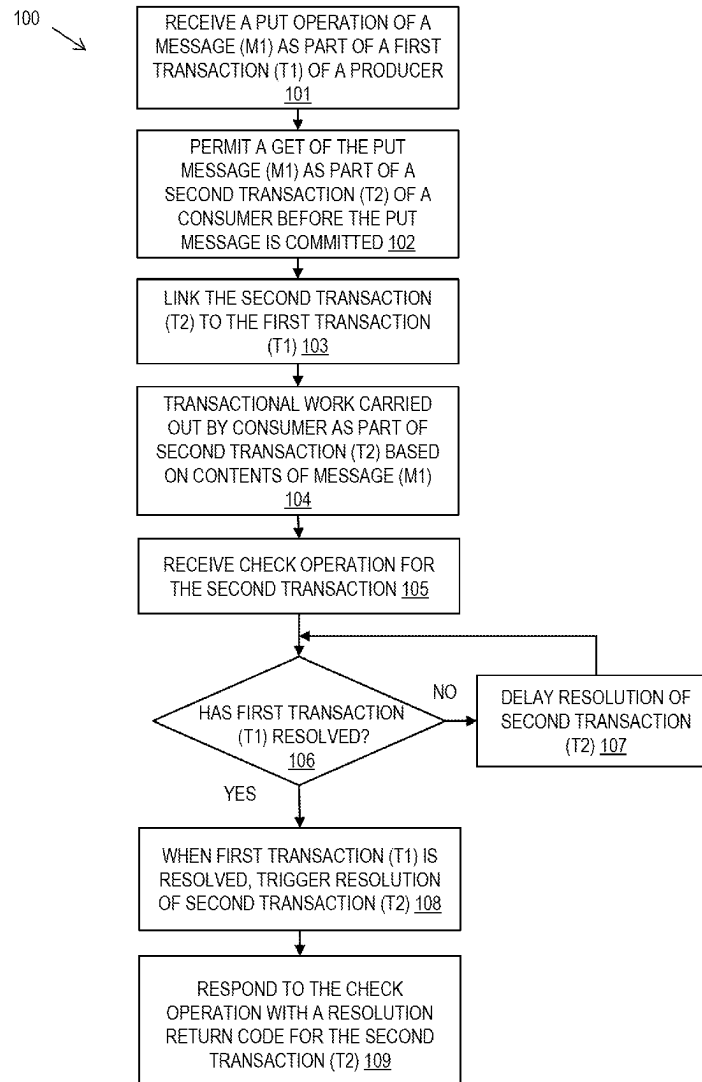 100
RECEIVE A PUT OPERATION OF A
MESSAGE (M1) AS PART OF A FIRST
TRANSACTION (T1) OF A PRODUCER
101
PERMIT A GET OF THE PUT
MESSAGE (M1) AS PART OF A
SECOND TRANSACTION (T2) OF A
CONSUMER BEFORE THE PUT
MESSAGE IS COMMITTED 102
LINK THE SECOND TRANSACTION
(T2) TO THE FIRST TRANSACTION
(T1) 103
TRANSACTIONAL WORK CARRIED
OUT BY CONSUMER AS PART OF
SECOND TRANSACTION (T2) BASED
ON CONTENTS OF MESSAGE (M1)
104
RECEIVE CHECK OPERATION FOR
THE SECOND TRANSACTION 105
HAS FIRST TRANSACTION
(T1) RESOLVED?
106
NO
DELAY RESOLUTION OF
SECOND TRANSACTION
(T2) 107
YES
WHEN FIRST TRANSACTION (T1) IS
RESOLVED, TRIGGER RESOLUTION
OF SECOND TRANSACTION (T2) 108
RESPOND TO THE CHECK
OPERATION WITH A RESOLUTION
RETURN CODE FOR THE SECOND
TRANSACTION (T2) 109